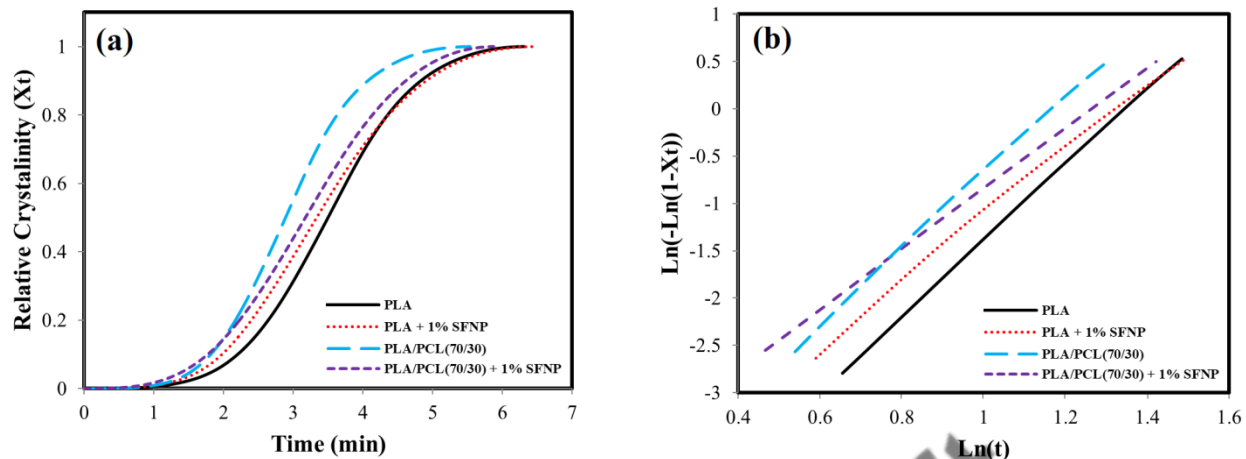 (a)
Relative Crystalinity (Xt)
1
0.8
0.6
0.4
0.2
0
0 1 2 3 4 5 6 7
Time (min)
PLA
PLA + 1% SFNP
PLA/PCL(70/30)
PLA/PCL(70/30) + 1% SFNP
(b)
Ln(-Ln(1-Xt))
1
0.5
0
-0.5
-1
-1.5
-2
-2.5
-3
0.4 0.6 0.8 1 1.2 1.4 1.6
Ln(t)
PLA
PLA + 1% SFNP
PLA/PCL(70/30)
PLA/PCL(70/30) + 1% SFNP